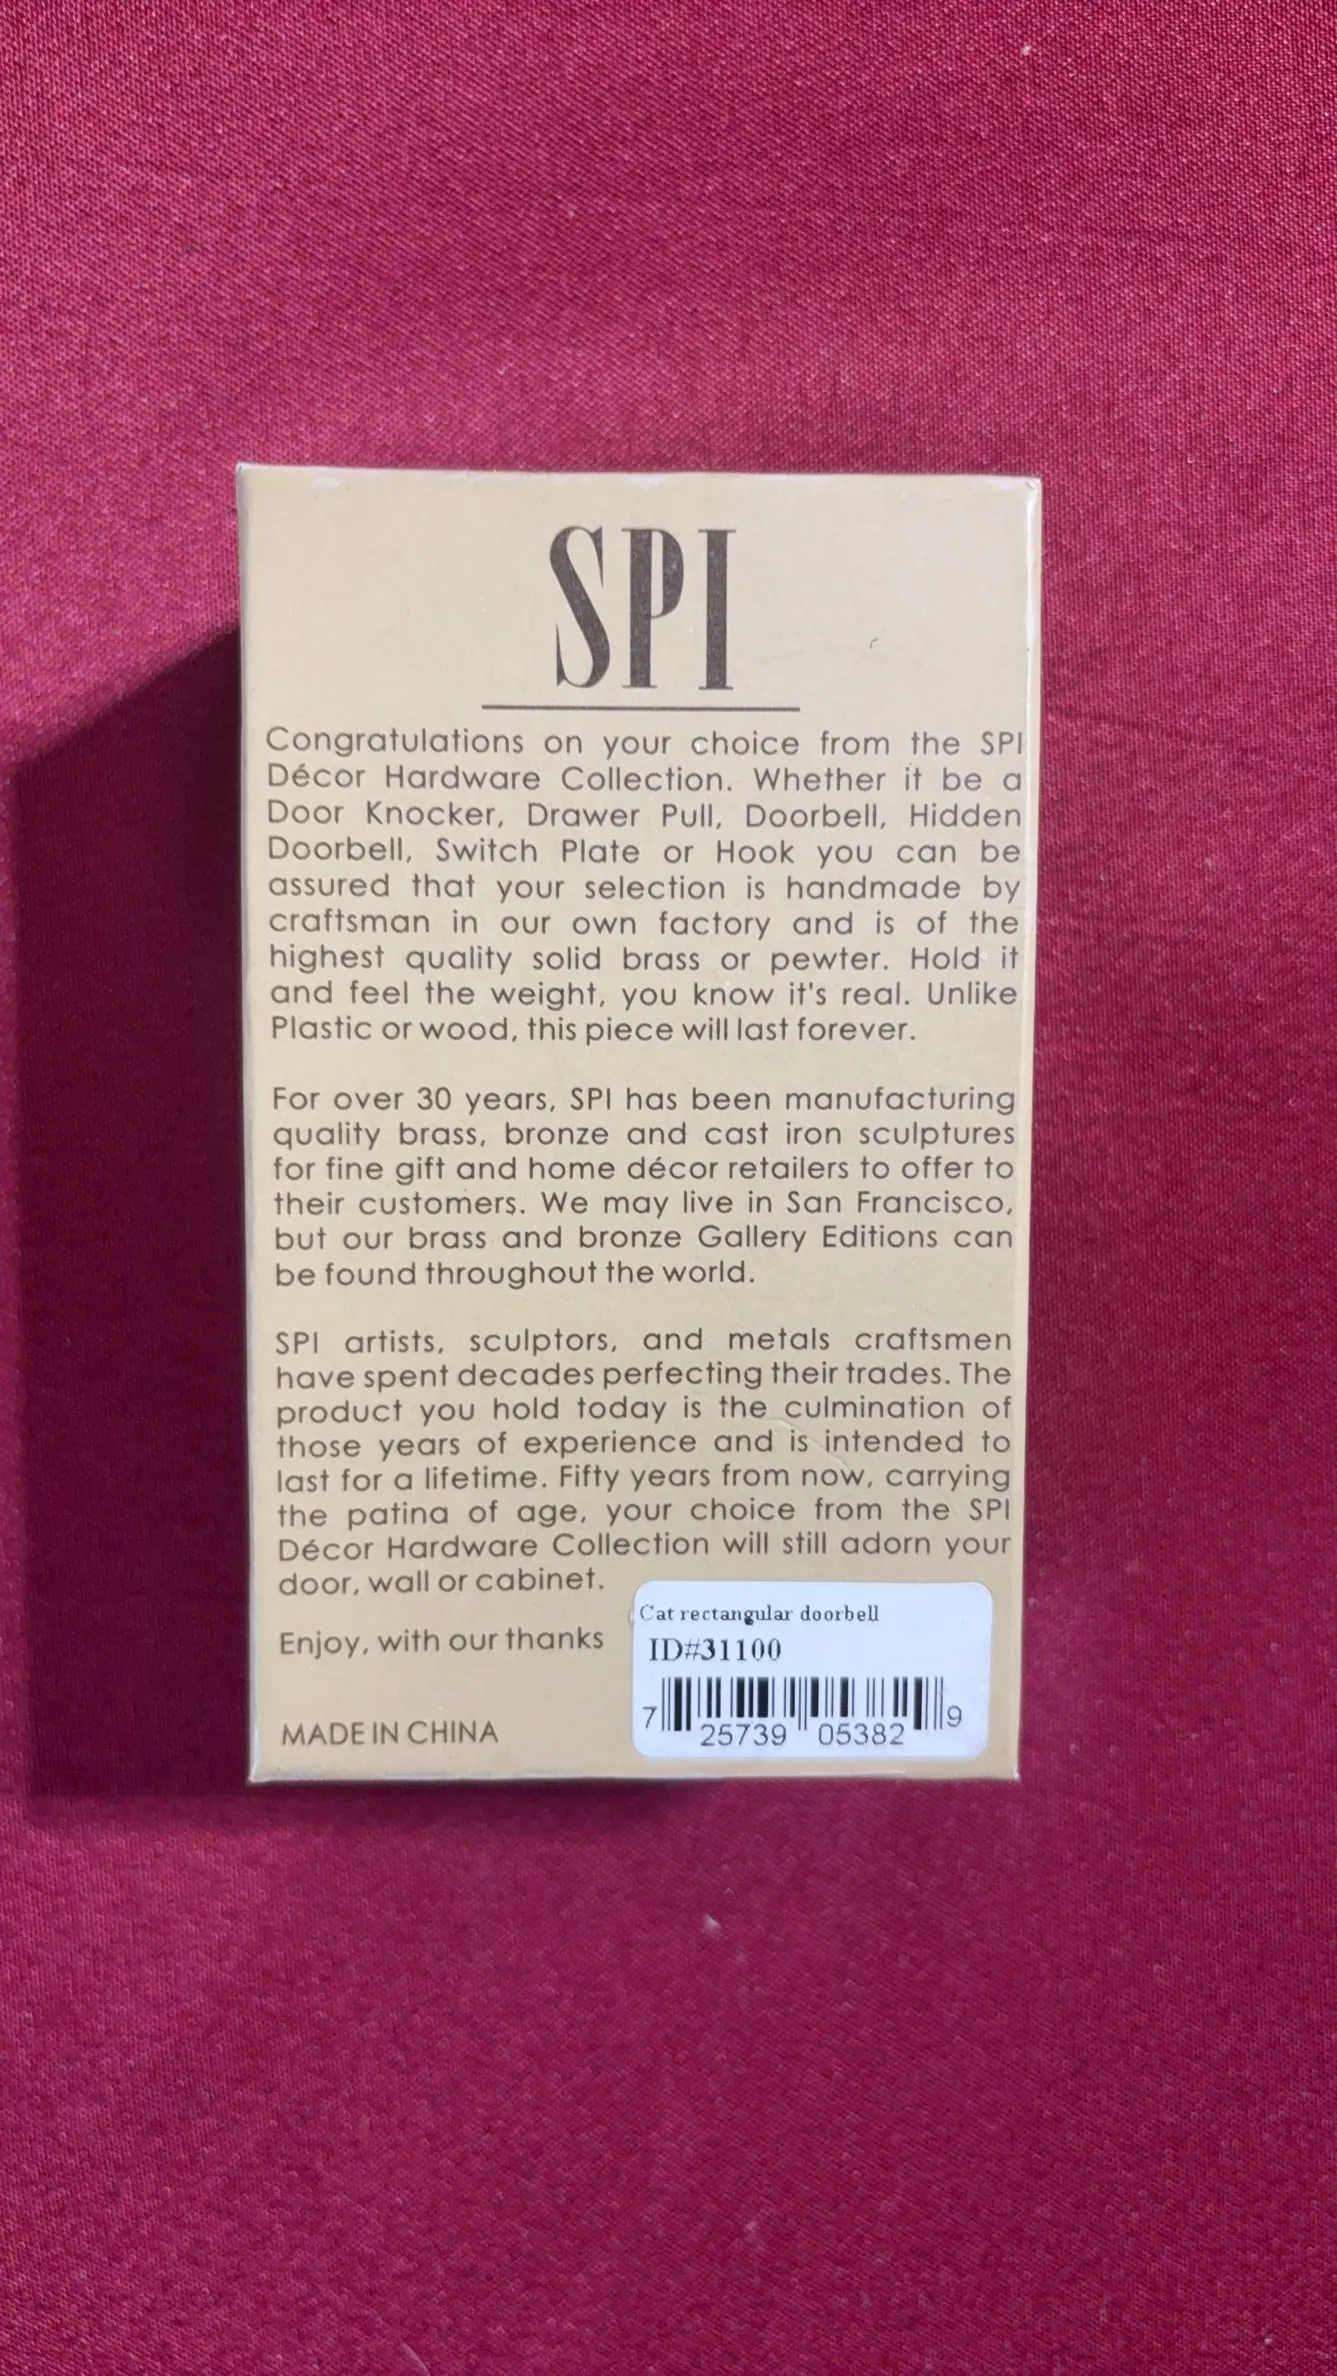 SPI
Congratulations on your choice from the SPI
Décor Hardware Collection. Whether it be a
Door Knocker, Drawer Pull, Doorbell, Hidden
Doorbell, Switch Plate or Hook you can be
assured that your selection is handmade by
craftsman in our own factory and is of the
highest quality solid brass or pewter. Hold it
and feel the weight, you know it's real. Unlike
Plastic or wood, this piece will last forever.
For over 30 years, SPI has been manufacturing
quality brass, bronze and cast iron sculptures
for fine gift and home décor retailers to offer to
their customers. We may live in San Francisco,
but our brass and bronze Gallery Editions can
be found throughout the world.
SPI artists, sculptors, and metals craftsmen
have spent decades perfecting their trades. The
product you hold today is the culmination of
those years of experience and is intended to
last for a lifetime. Fifty years from now, carrying
the patina of age, your choice from the SPI
Décor Hardware Collection will still adorn your
door, wall or cabinet.
Enjoy, with our thanks
MADE IN CHINA
Cat rectangular doorbell
ID#31100
7 25739 05382 9